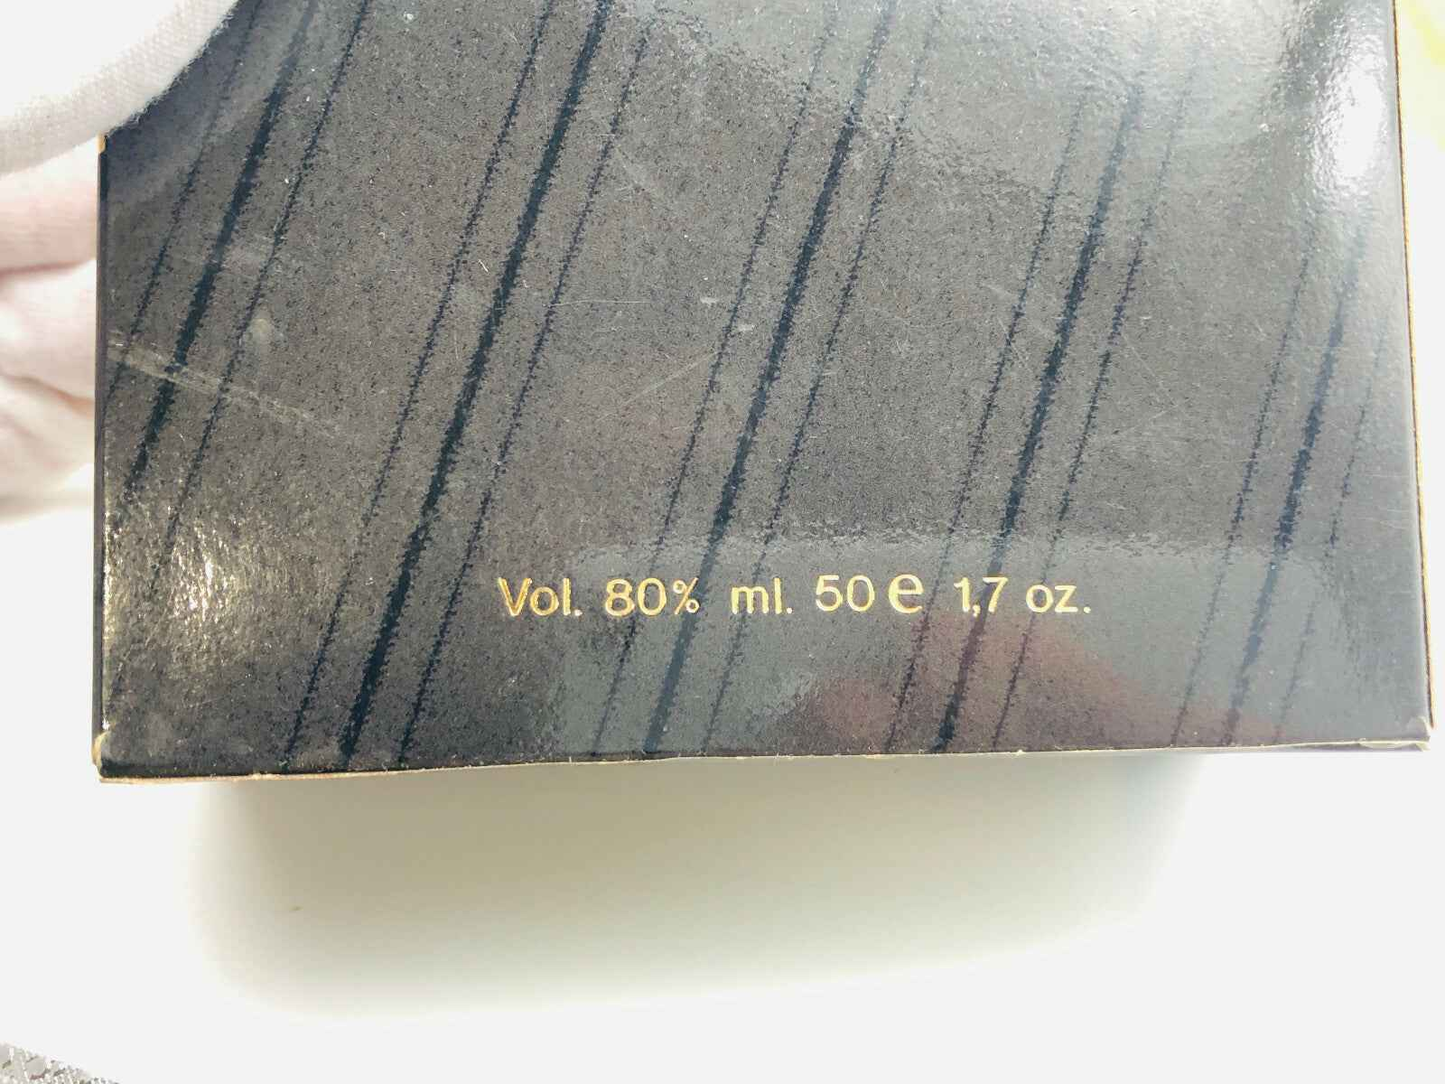 Vol. 80% ml. 50 e 1,7 oz.